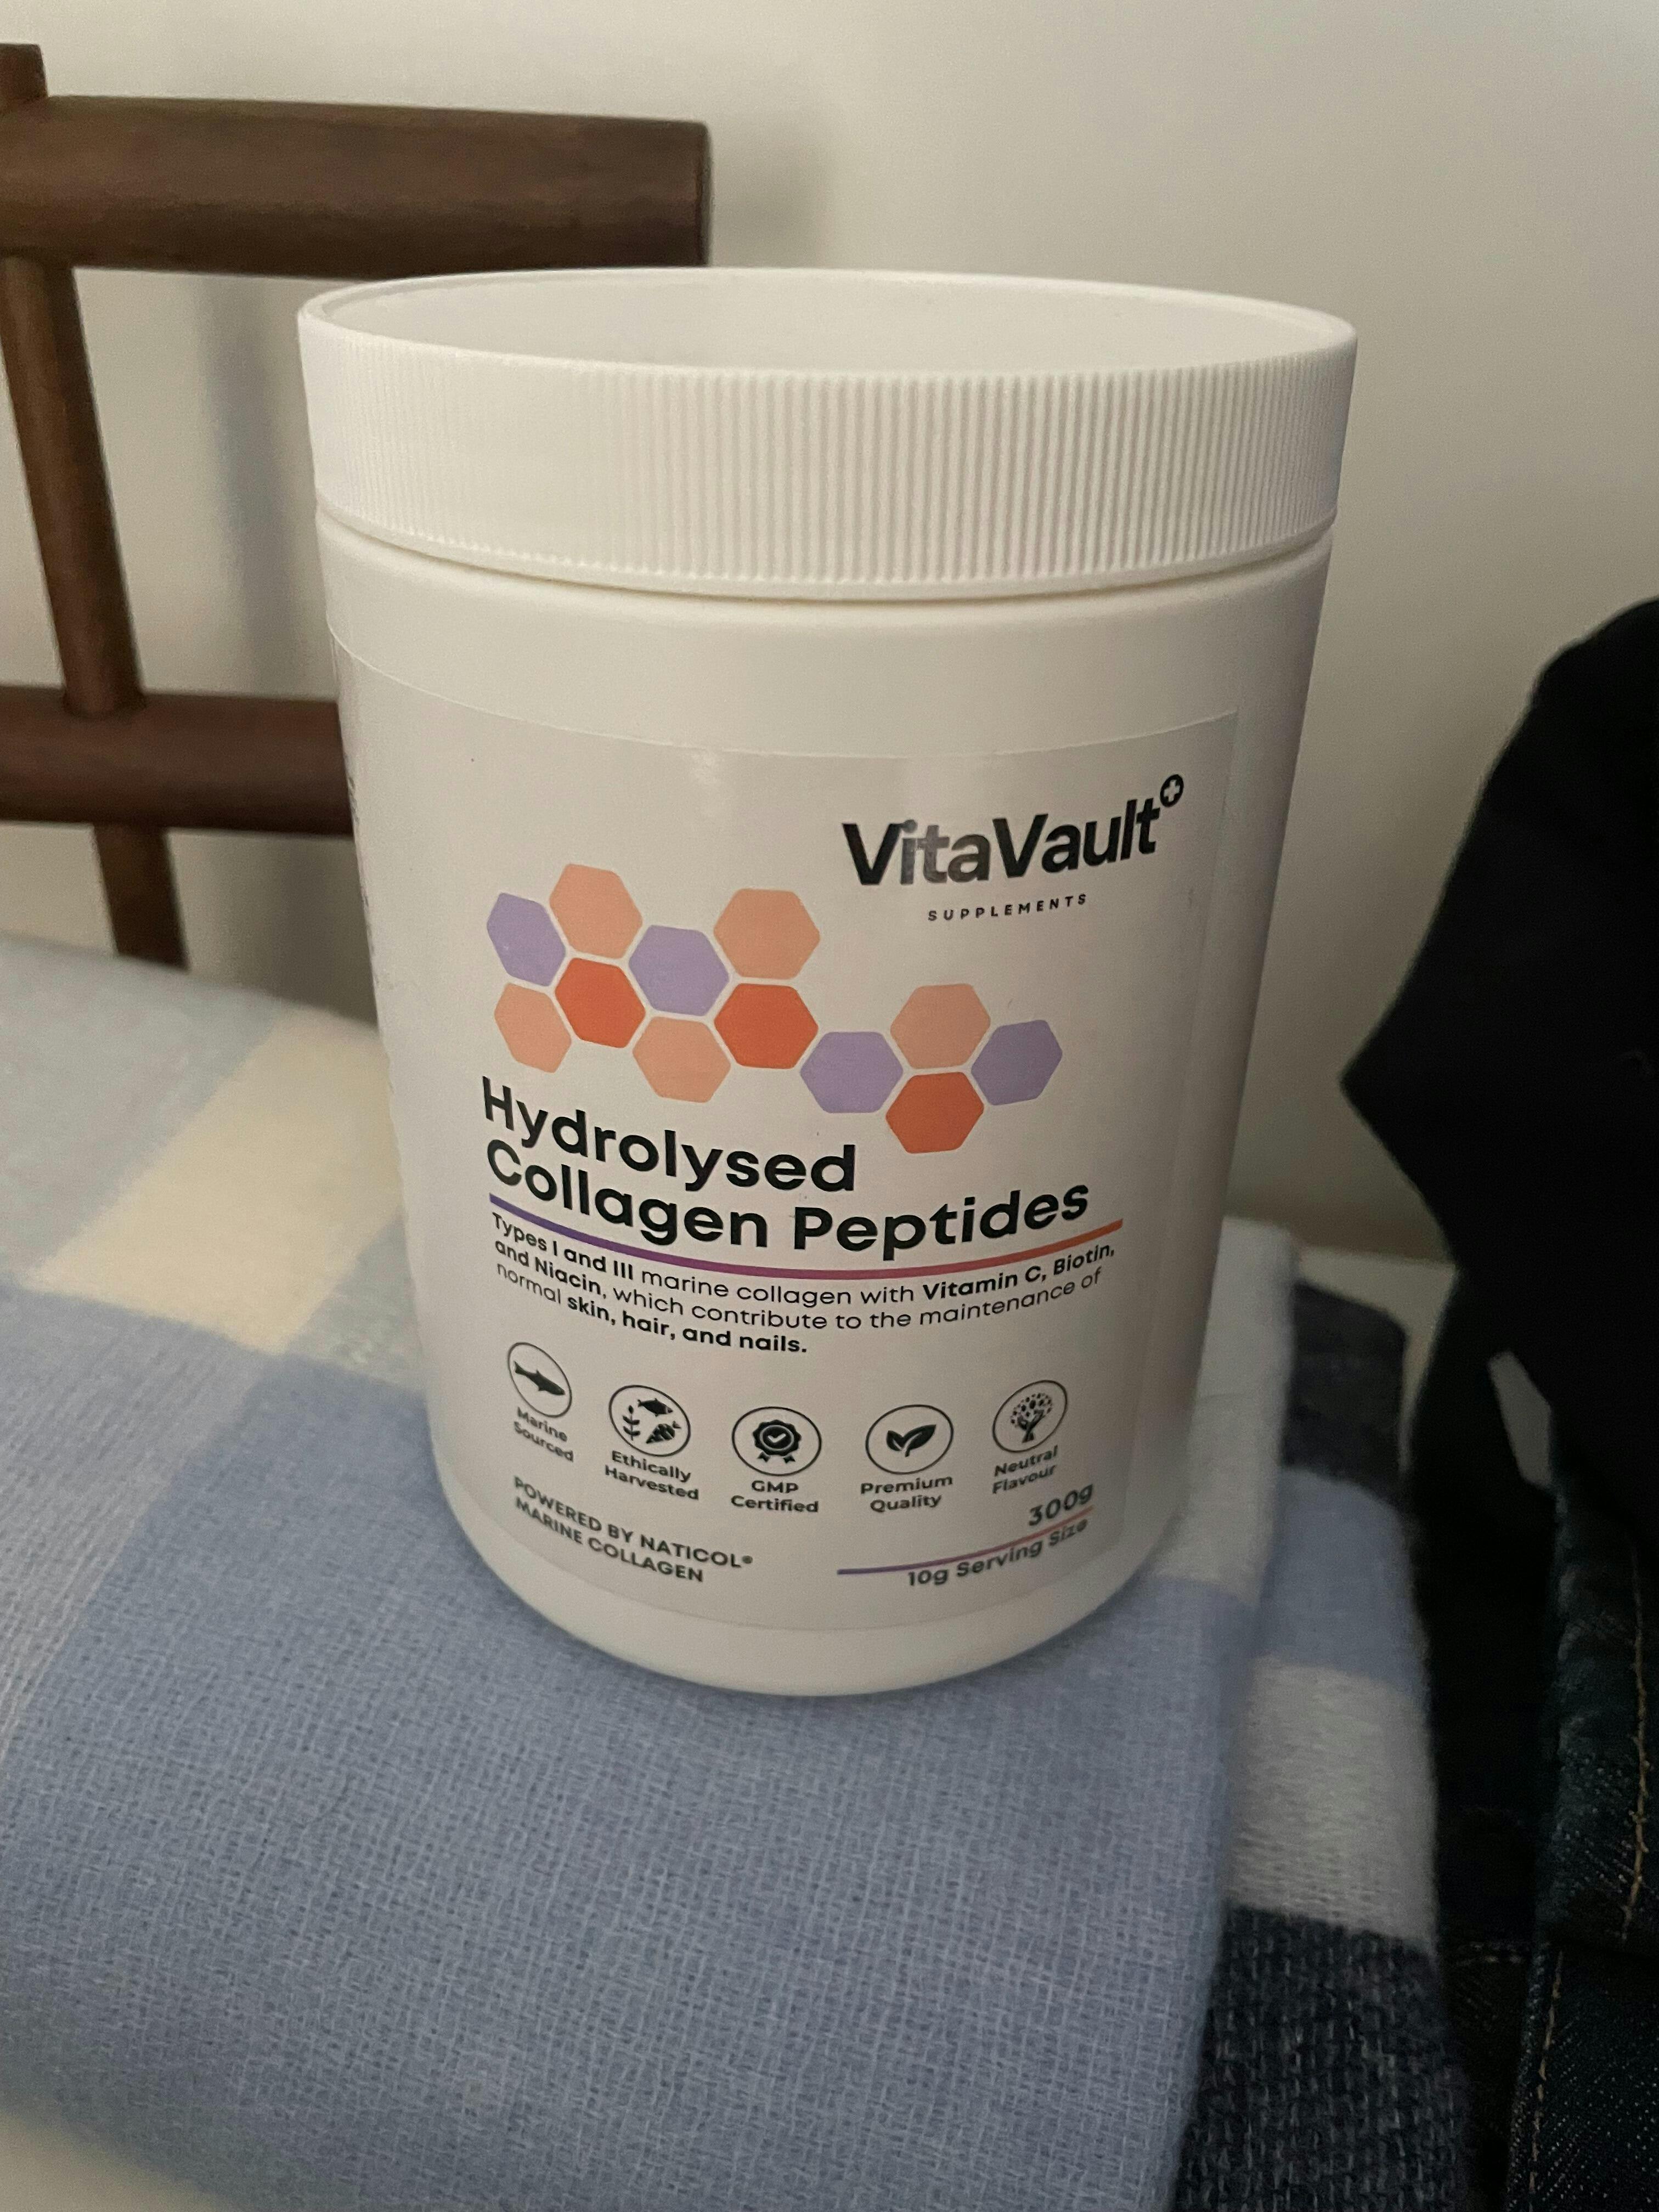 VitaVault
SUPPLEMENTS
Hydrolysed
Collagen Peptides
Types I and III marine collagen with Vitamin C, Biotin,
and Niacin, which contribute to the maintenance of
normal skin, hair, and nails.
Marine
Sourced
Ethically
Harvested
GMP
Certified
Premium
Quality
Neutral
Flavour
POWERED BY NATICOL®
MARINE COLLAGEN
300g
10g Serving Size